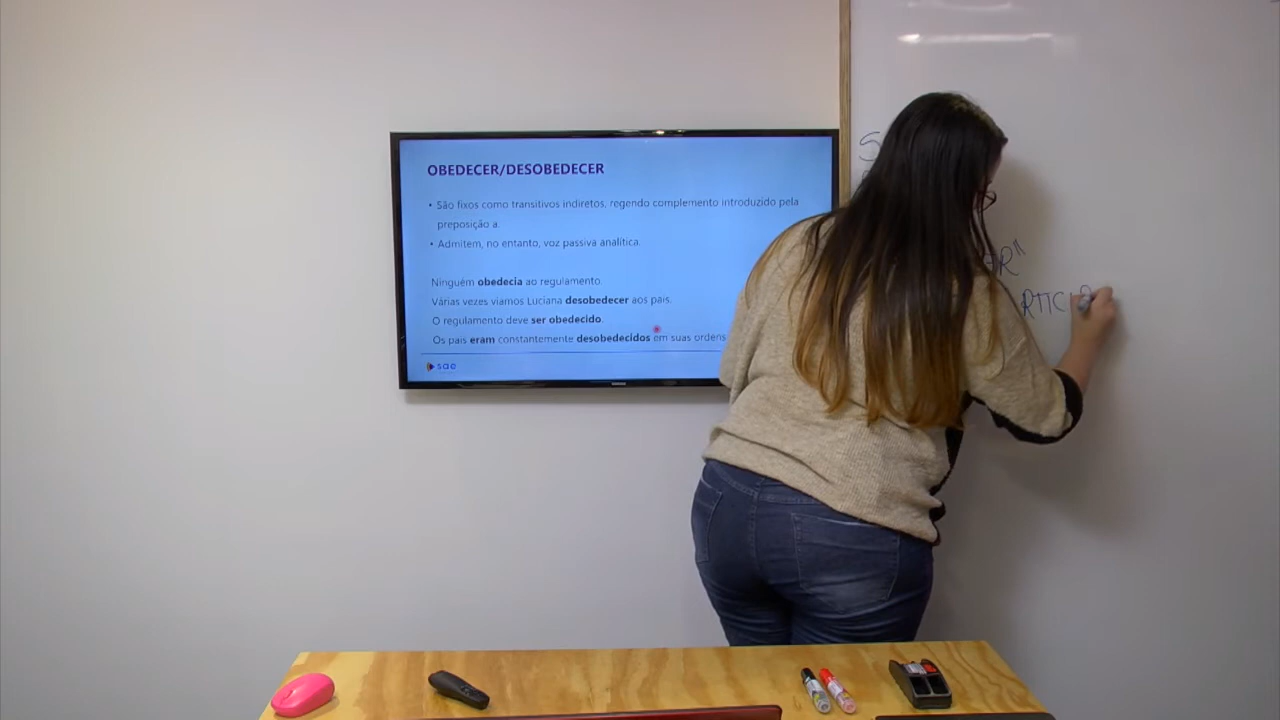 OBEDECER/DESOBEDECER
• São fixos como transitivos indiretos, regendo complemento introduzido pela
preposição a.
• Admitem, no entanto, voz passiva analítica.
Ninguém obedecia ao regulamento.
Várias vezes víamos Luciana desobedecer aos pais.
O regulamento deve ser obedecido.
Os pais eram constantemente desobedecidos em suas ordens
sae